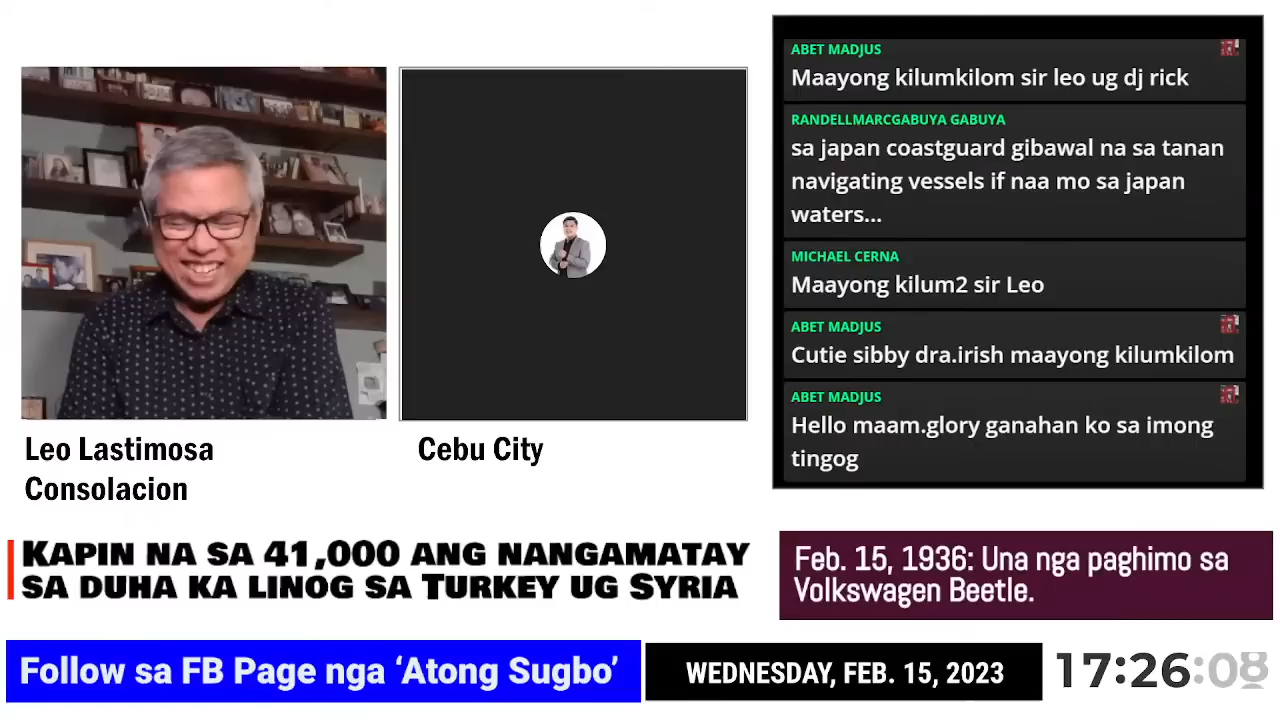 Leo Lastimosa
Consolacion
Cebu City
ABET MADJUS
Maayong kilumkilom sir leo ug dj rick
RANDELLMARCGABUYA GABUYA
sa japan coastguard gibawal na sa tanan
navigating vessels if naa mo sa japan
waters...
MICHAEL CERNA
Maayong kilum2 sir Leo
ABET MADJUS
Cutie sibby dra.irish maayong kilumkilom
ABET MADJUS
Hello maam.glory ganahan ko sa imong
tingog
KAPIN NA SA 41,000 ANG NANGAMATAY
SA DUHA KA LINOG SA TURKEY UG SYRIA
Feb. 15, 1936: Una nga paghimo sa
Volkswagen Beetle.
Follow sa FB Page nga ‘Atong Sugbo’
WEDNESDAY, FEB. 15, 2023
17:26:08